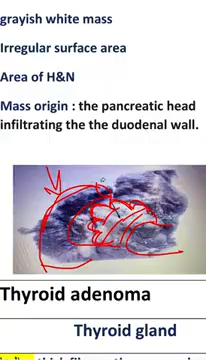 grayish white mass
Irregular surface area
Area of H&N
Mass origin : the pancreatic head
infiltrating the the duodenal wall.
Thyroid adenoma
Thyroid gland